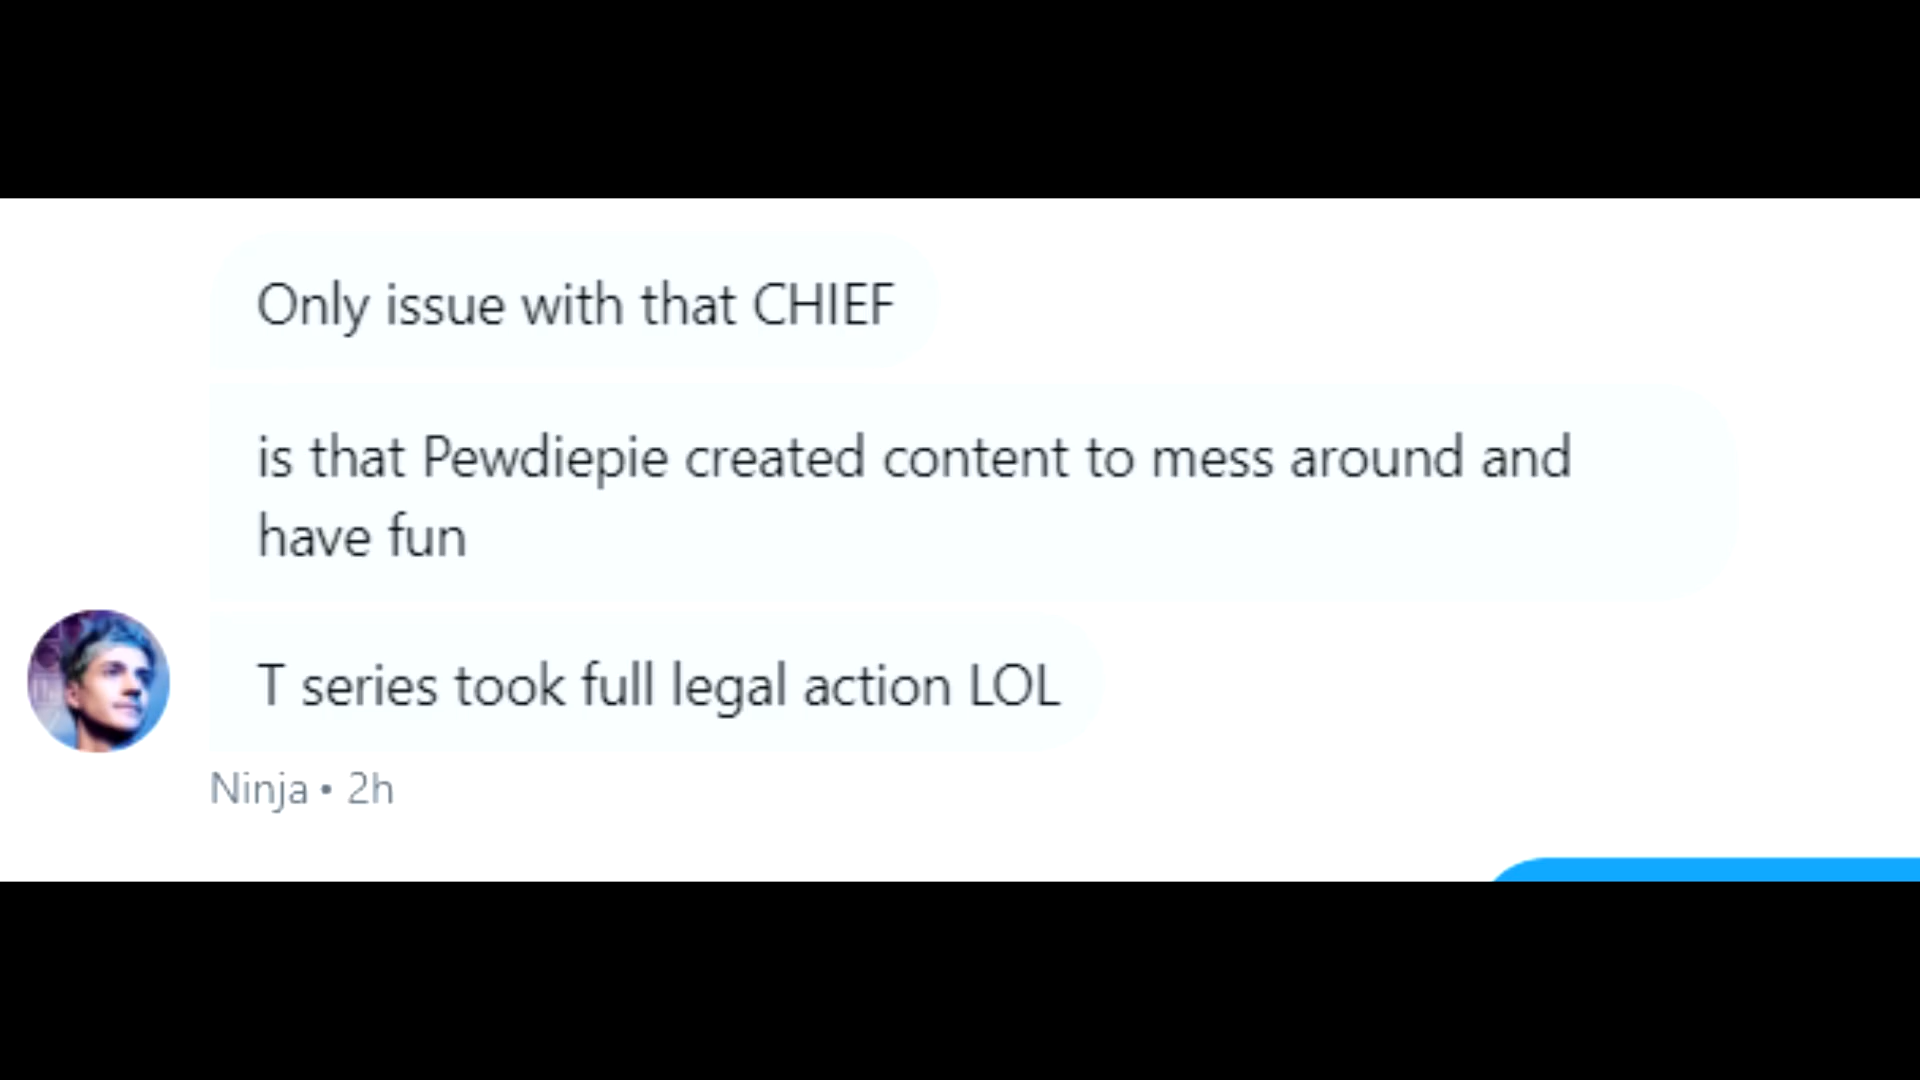 Only issue with that CHIEF
is that Pewdiepie created content to mess around and
have fun
T series took full legal action LOL
Ninja • 2h